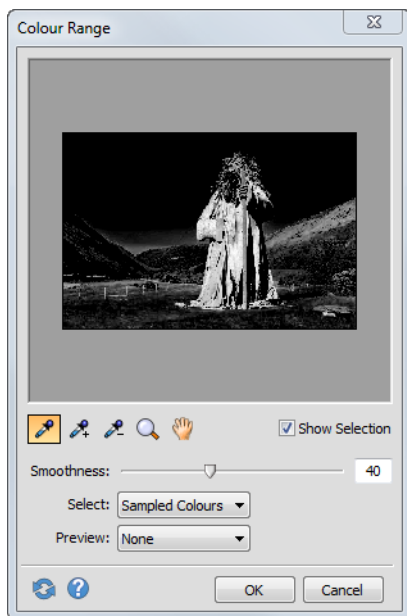 Colour Range
Show Selection
Smoothness: 40
Select: Sampled Colours
Preview: None
OK Cancel